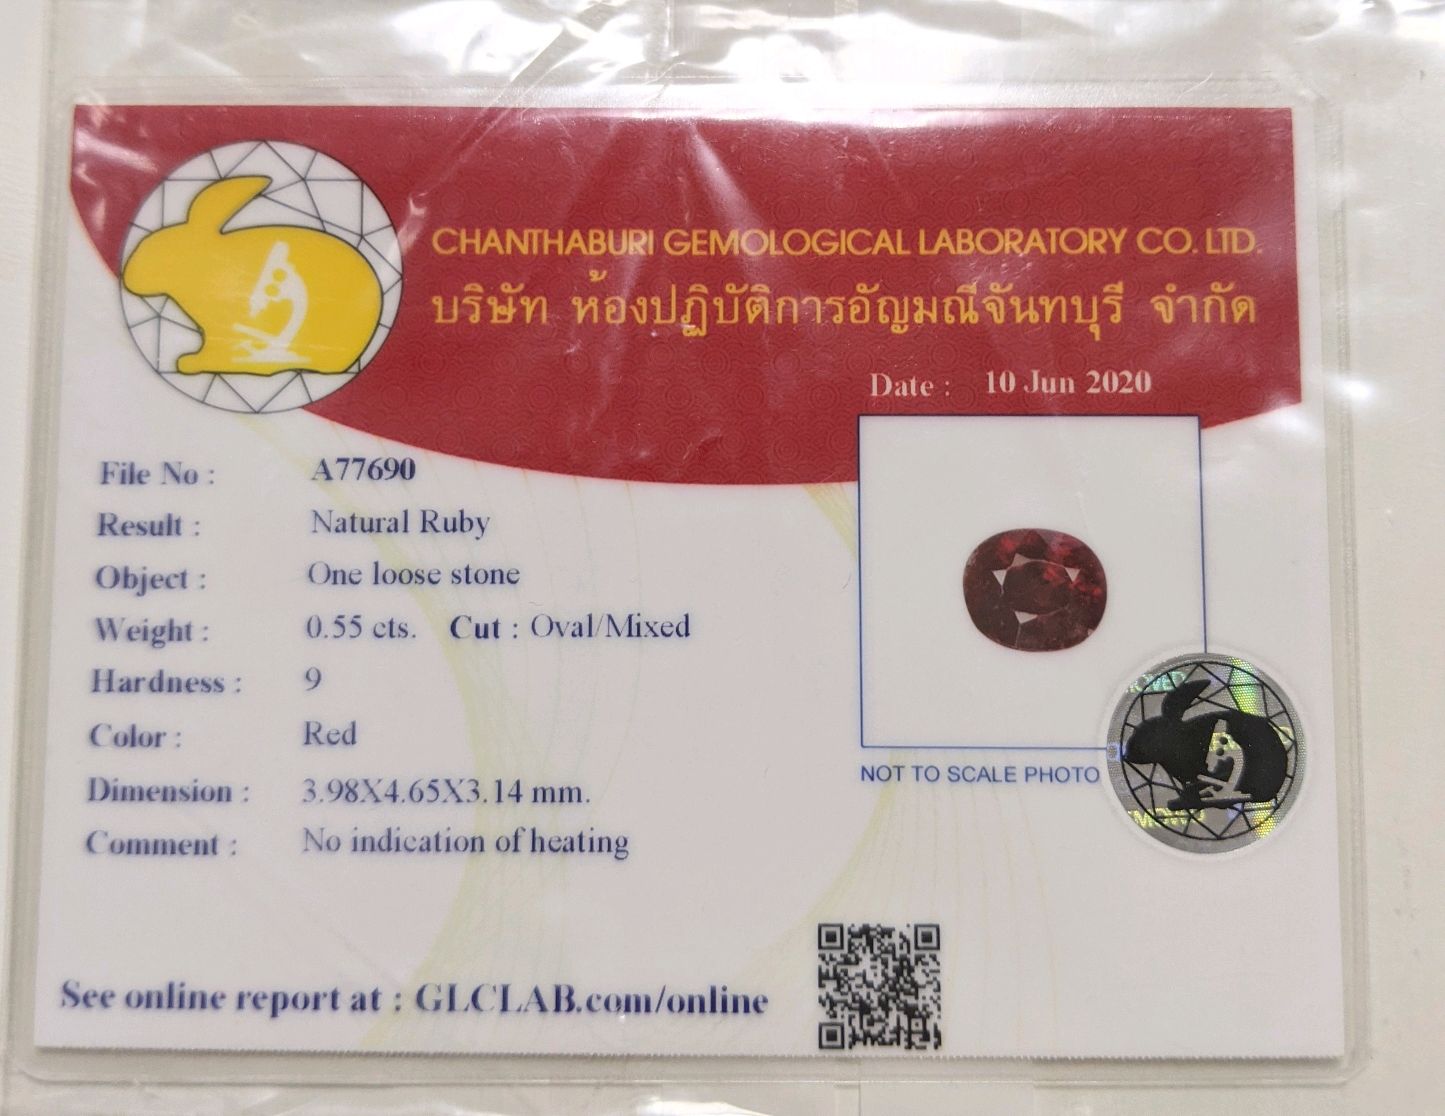 CHANTHABURI GEMOLOGICAL LABORATORY CO. LTD.
บริษัท ห้องปฏิบัติการอัญมณีจันทบุรี จำกัด
Date : 10 Jun 2020
File No : A77690
Result : Natural Ruby
Object : One loose stone
Weight : 0.55 cts. Cut : Oval/Mixed
Hardness : 9
Color : Red
Dimension : 3.98X4.65X3.14 mm.
Comment : No indication of heating
NOT TO SCALE PHOTO
See online report at : GLCLAB.com/online